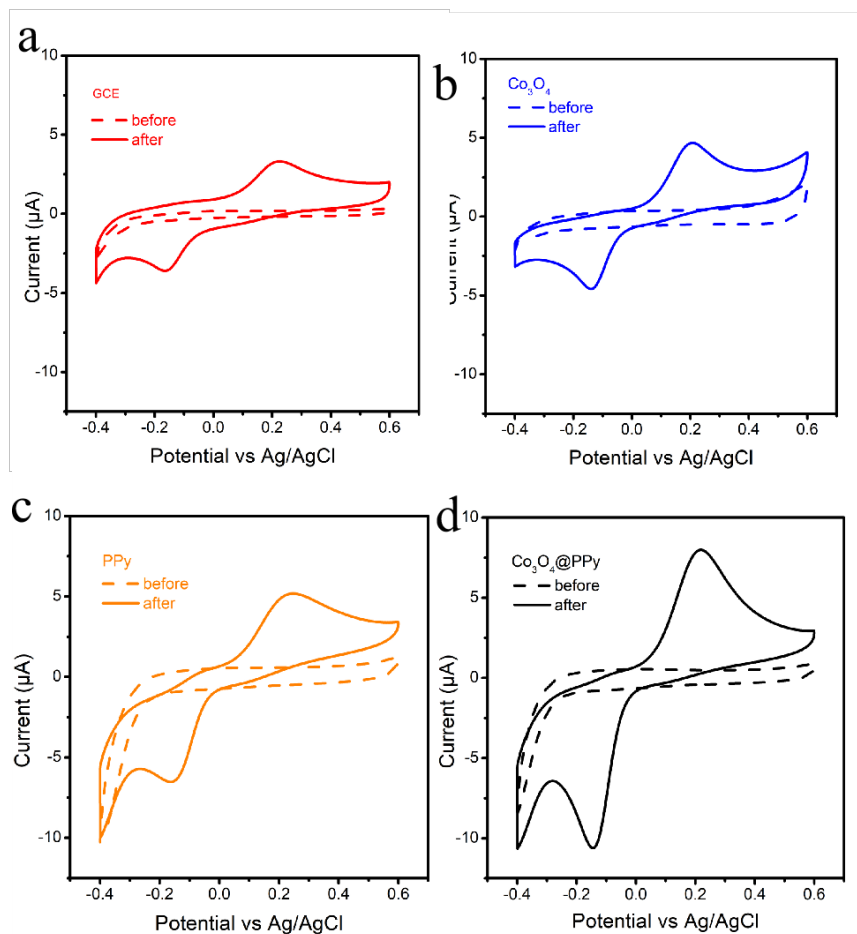 a
10
5
0
-5
-10
Current (µA)
GCE
before
after
-0.4 -0.2 0.0 0.2 0.4 0.6
Potential vs Ag/AgCl
b
10
5
0
-5
-10
Current (µA)
Co₃O₄
before
after
-0.4 -0.2 0.0 0.2 0.4 0.6
Potential vs Ag/AgCl
c
10
5
0
-5
-10
Current (µA)
PPy
before
after
-0.4 -0.2 0.0 0.2 0.4 0.6
Potential vs Ag/AgCl
d
10
5
0
-5
-10
Current (µA)
Co₃O₄@PPy
before
after
-0.4 -0.2 0.0 0.2 0.4 0.6
Potential vs Ag/AgCl